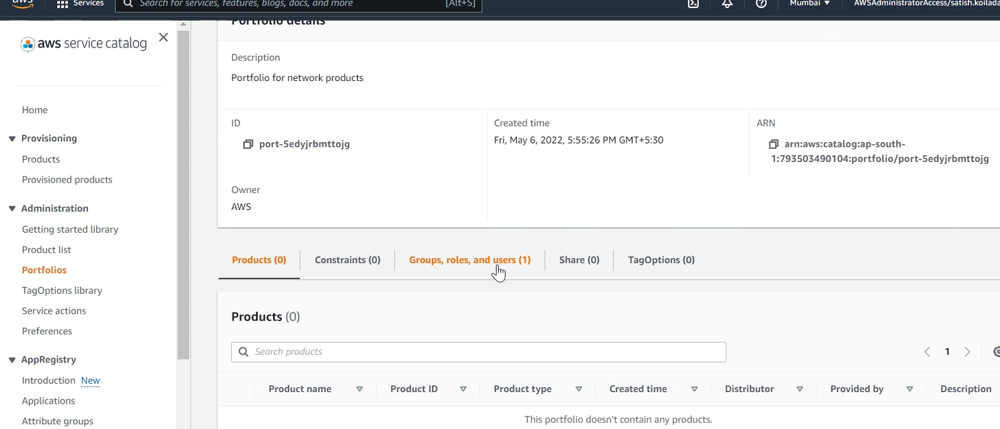 aws
Services
Search for services, features, blogs, docs, and more
[Alt+S]
Mumbai
AWSAdministratorAccess/satish.koilada
aws service catalog
Home
Provisioning
Products
Provisioned products
Administration
Getting started library
Product list
Portfolios
TagOptions library
Service actions
Preferences
AppRegistry
Introduction New
Applications
Attribute groups
Portfolio details
Description
Portfolio for network products
ID
port-5edyjrbmttojg
Created time
Fri, May 6, 2022, 5:55:26 PM GMT+5:30
ARN
arn:aws:catalog:ap-south-
1:793503490104:portfolio/port-5edyjrbmttojg
Owner
AWS
Products (0)
Constraints (0)
Groups, roles, and users (1)
Share (0)
TagOptions (0)
Products (0)
Search products
1
Product name
Product ID
Product type
Created time
Distributor
Provided by
Description
This portfolio doesn't contain any products.